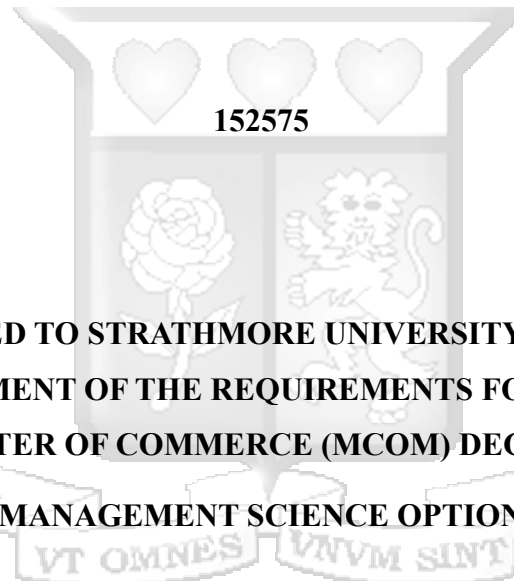 152575
ED TO STRATHMORE UNIVERSITY
MENT OF THE REQUIREMENTS FO
TER OF COMMERCE (MCOM) DEG
MANAGEMENT SCIENCE OPTION
VT OMNES VNVM SINT